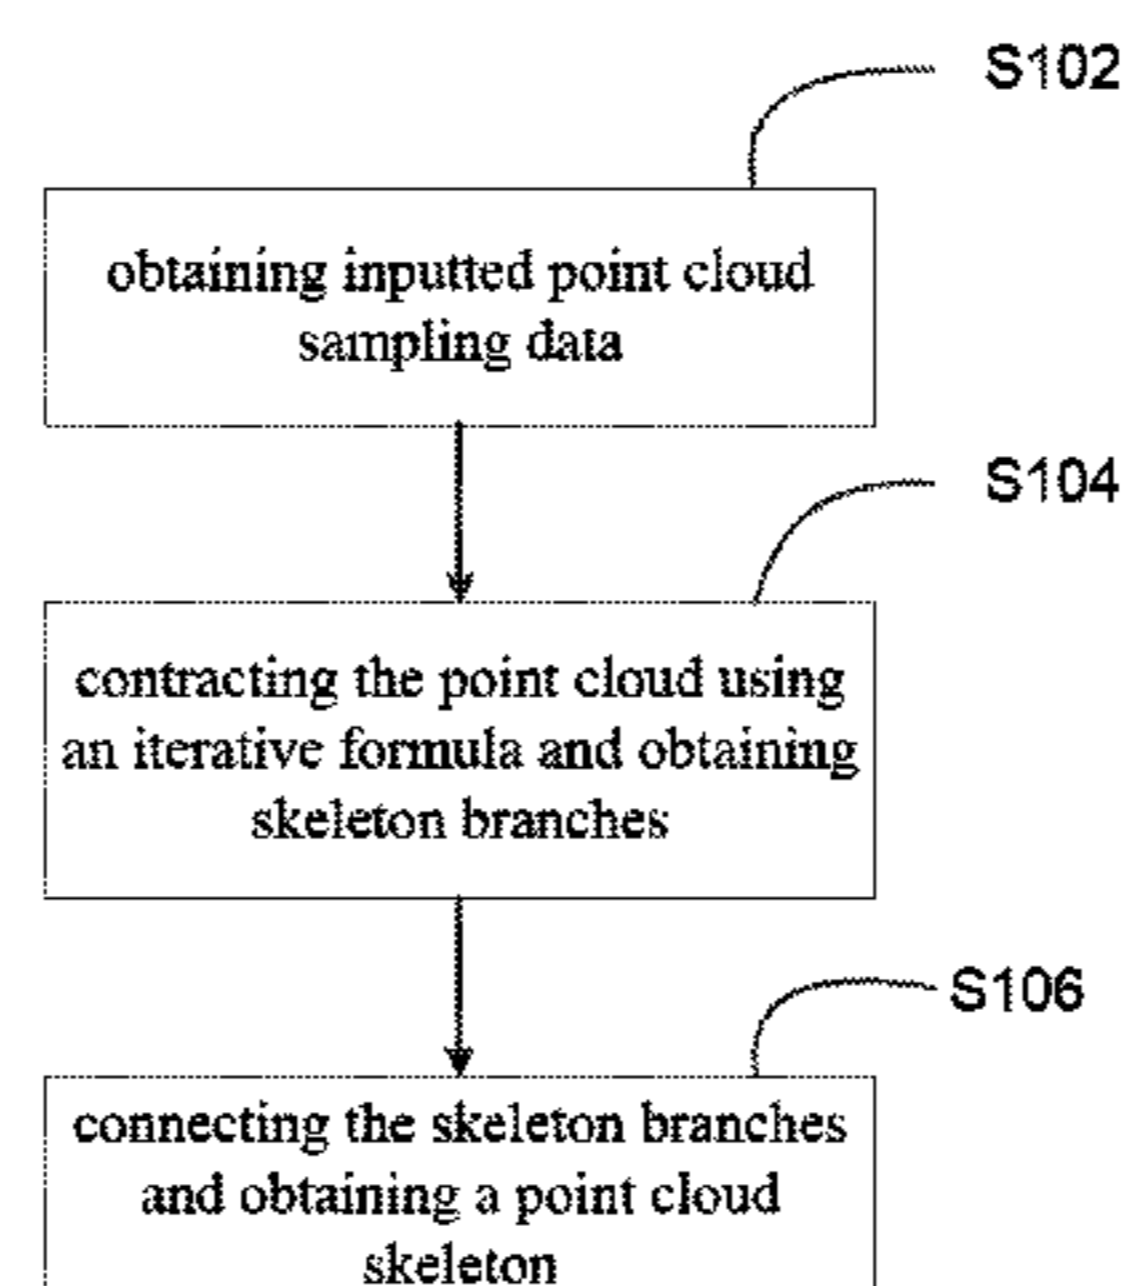 S102
obtaining inputted point cloud
sampling data
S104
contracting the point cloud using
an iterative formula and obtaining
skeleton branches
S106
connecting the skeleton branches
and obtaining a point cloud
skeleton